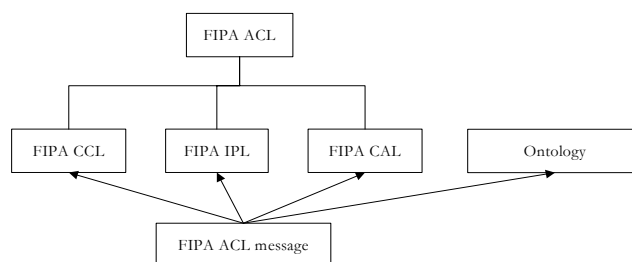 FIPA ACL
FIPA CCL
FIPA IPL
FIPA CAL
Ontology
FIPA ACL message